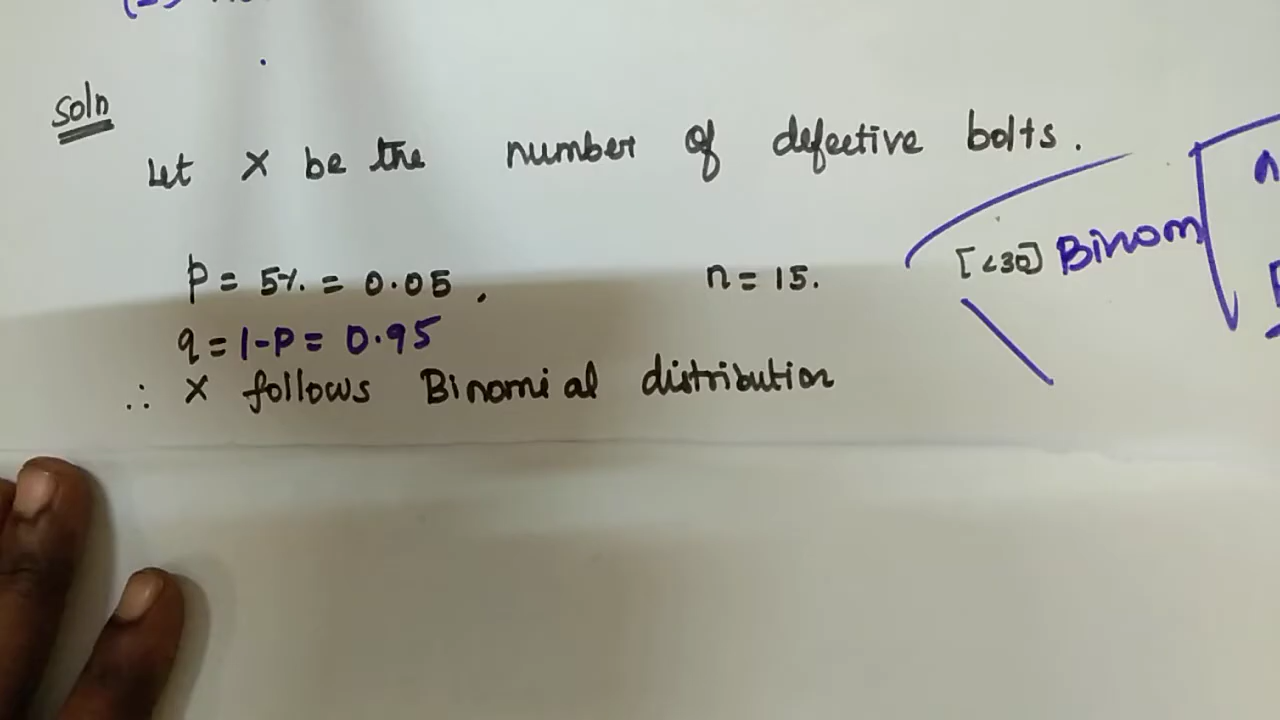 Soln
Let X be the number of defective bolts.
p = 5% = 0.05, n = 15. [<30] Binom
q = 1-P = 0.95
∴ X follows Binomial distribution